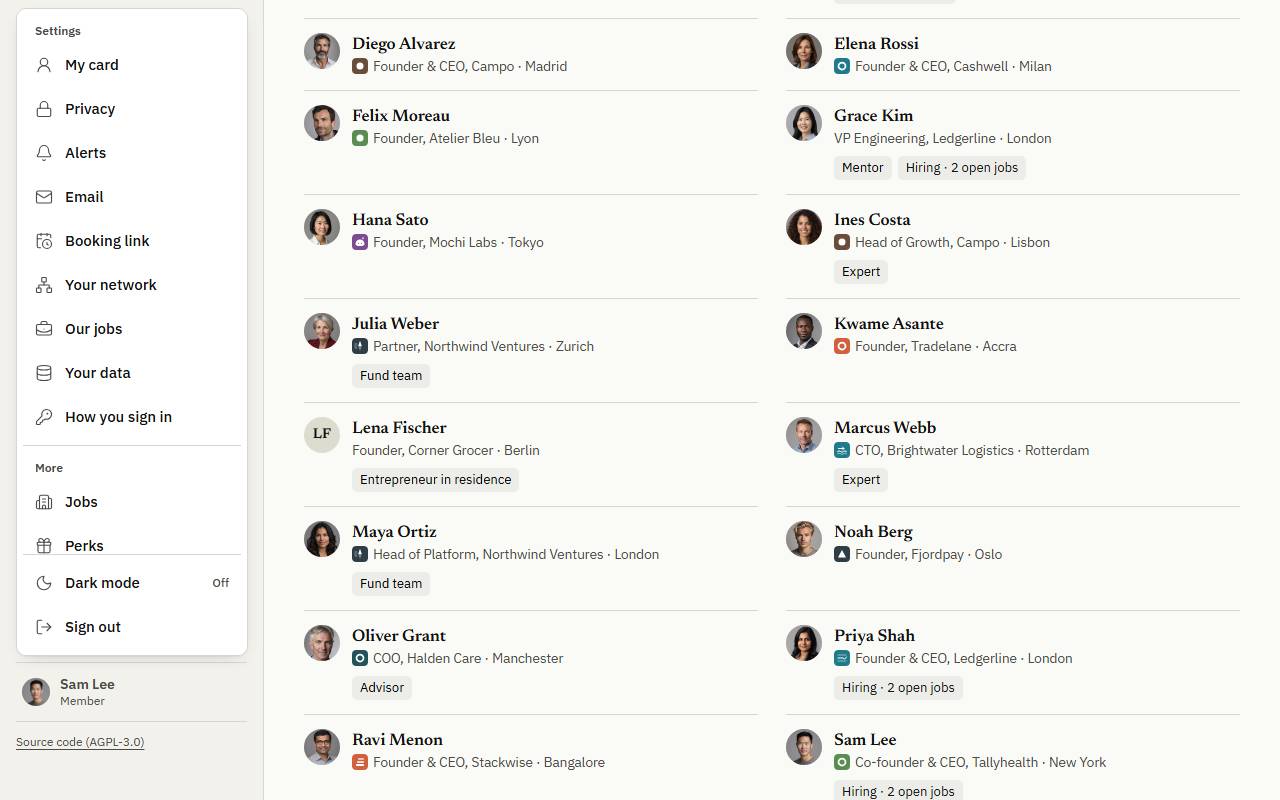 Settings
My card
Privacy
Alerts
Email
Booking link
Your network
Our jobs
Your data
How you sign in
More
Jobs
Perks
Dark mode Off
Sign out
Sam Lee
Member
Source code (AGPL-3.0)
Diego Alvarez
Founder & CEO, Campo · Madrid
Elena Rossi
Founder & CEO, Cashwell · Milan
Felix Moreau
Founder, Atelier Bleu · Lyon
Grace Kim
VP Engineering, Ledgerline · London
Mentor Hiring · 2 open jobs
Hana Sato
Founder, Mochi Labs · Tokyo
Ines Costa
Head of Growth, Campo · Lisbon
Expert
Julia Weber
Partner, Northwind Ventures · Zurich
Fund team
Kwame Asante
Founder, Tradelane · Accra
LF
Lena Fischer
Founder, Corner Grocer · Berlin
Entrepreneur in residence
Marcus Webb
CTO, Brightwater Logistics · Rotterdam
Expert
Maya Ortiz
Head of Platform, Northwind Ventures · London
Fund team
Noah Berg
Founder, Fjordpay · Oslo
Oliver Grant
COO, Halden Care · Manchester
Advisor
Priya Shah
Founder & CEO, Ledgerline · London
Hiring · 2 open jobs
Ravi Menon
Founder & CEO, Stackwise · Bangalore
Sam Lee
Co-founder & CEO, Tallyhealth · New York
Hiring · 2 open jobs